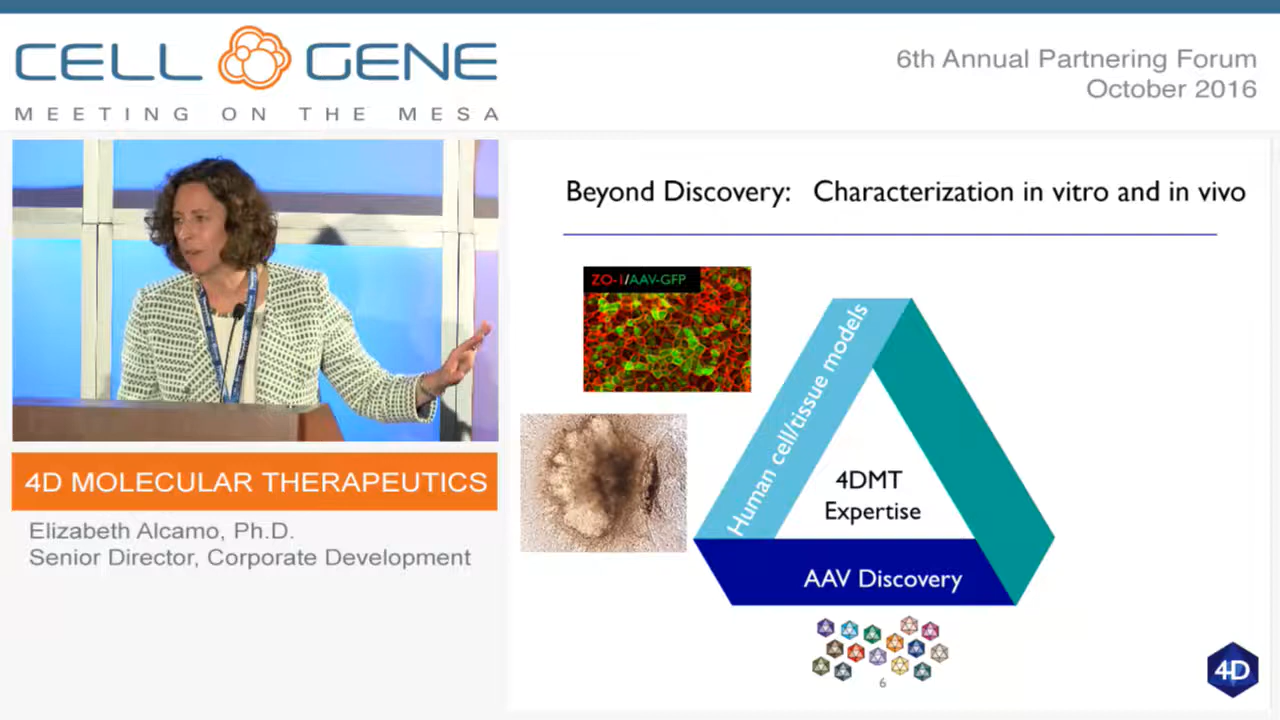 CELL GENE
MEETING ON THE MESA
6th Annual Partnering Forum
October 2016
Beyond Discovery: Characterization in vitro and in vivo
ZO-1/AAV-GFP
Human cell/tissue models
4DMT
Expertise
AAV Discovery
6
4D
4D MOLECULAR THERAPEUTICS
Elizabeth Alcamo, Ph.D.
Senior Director, Corporate Development